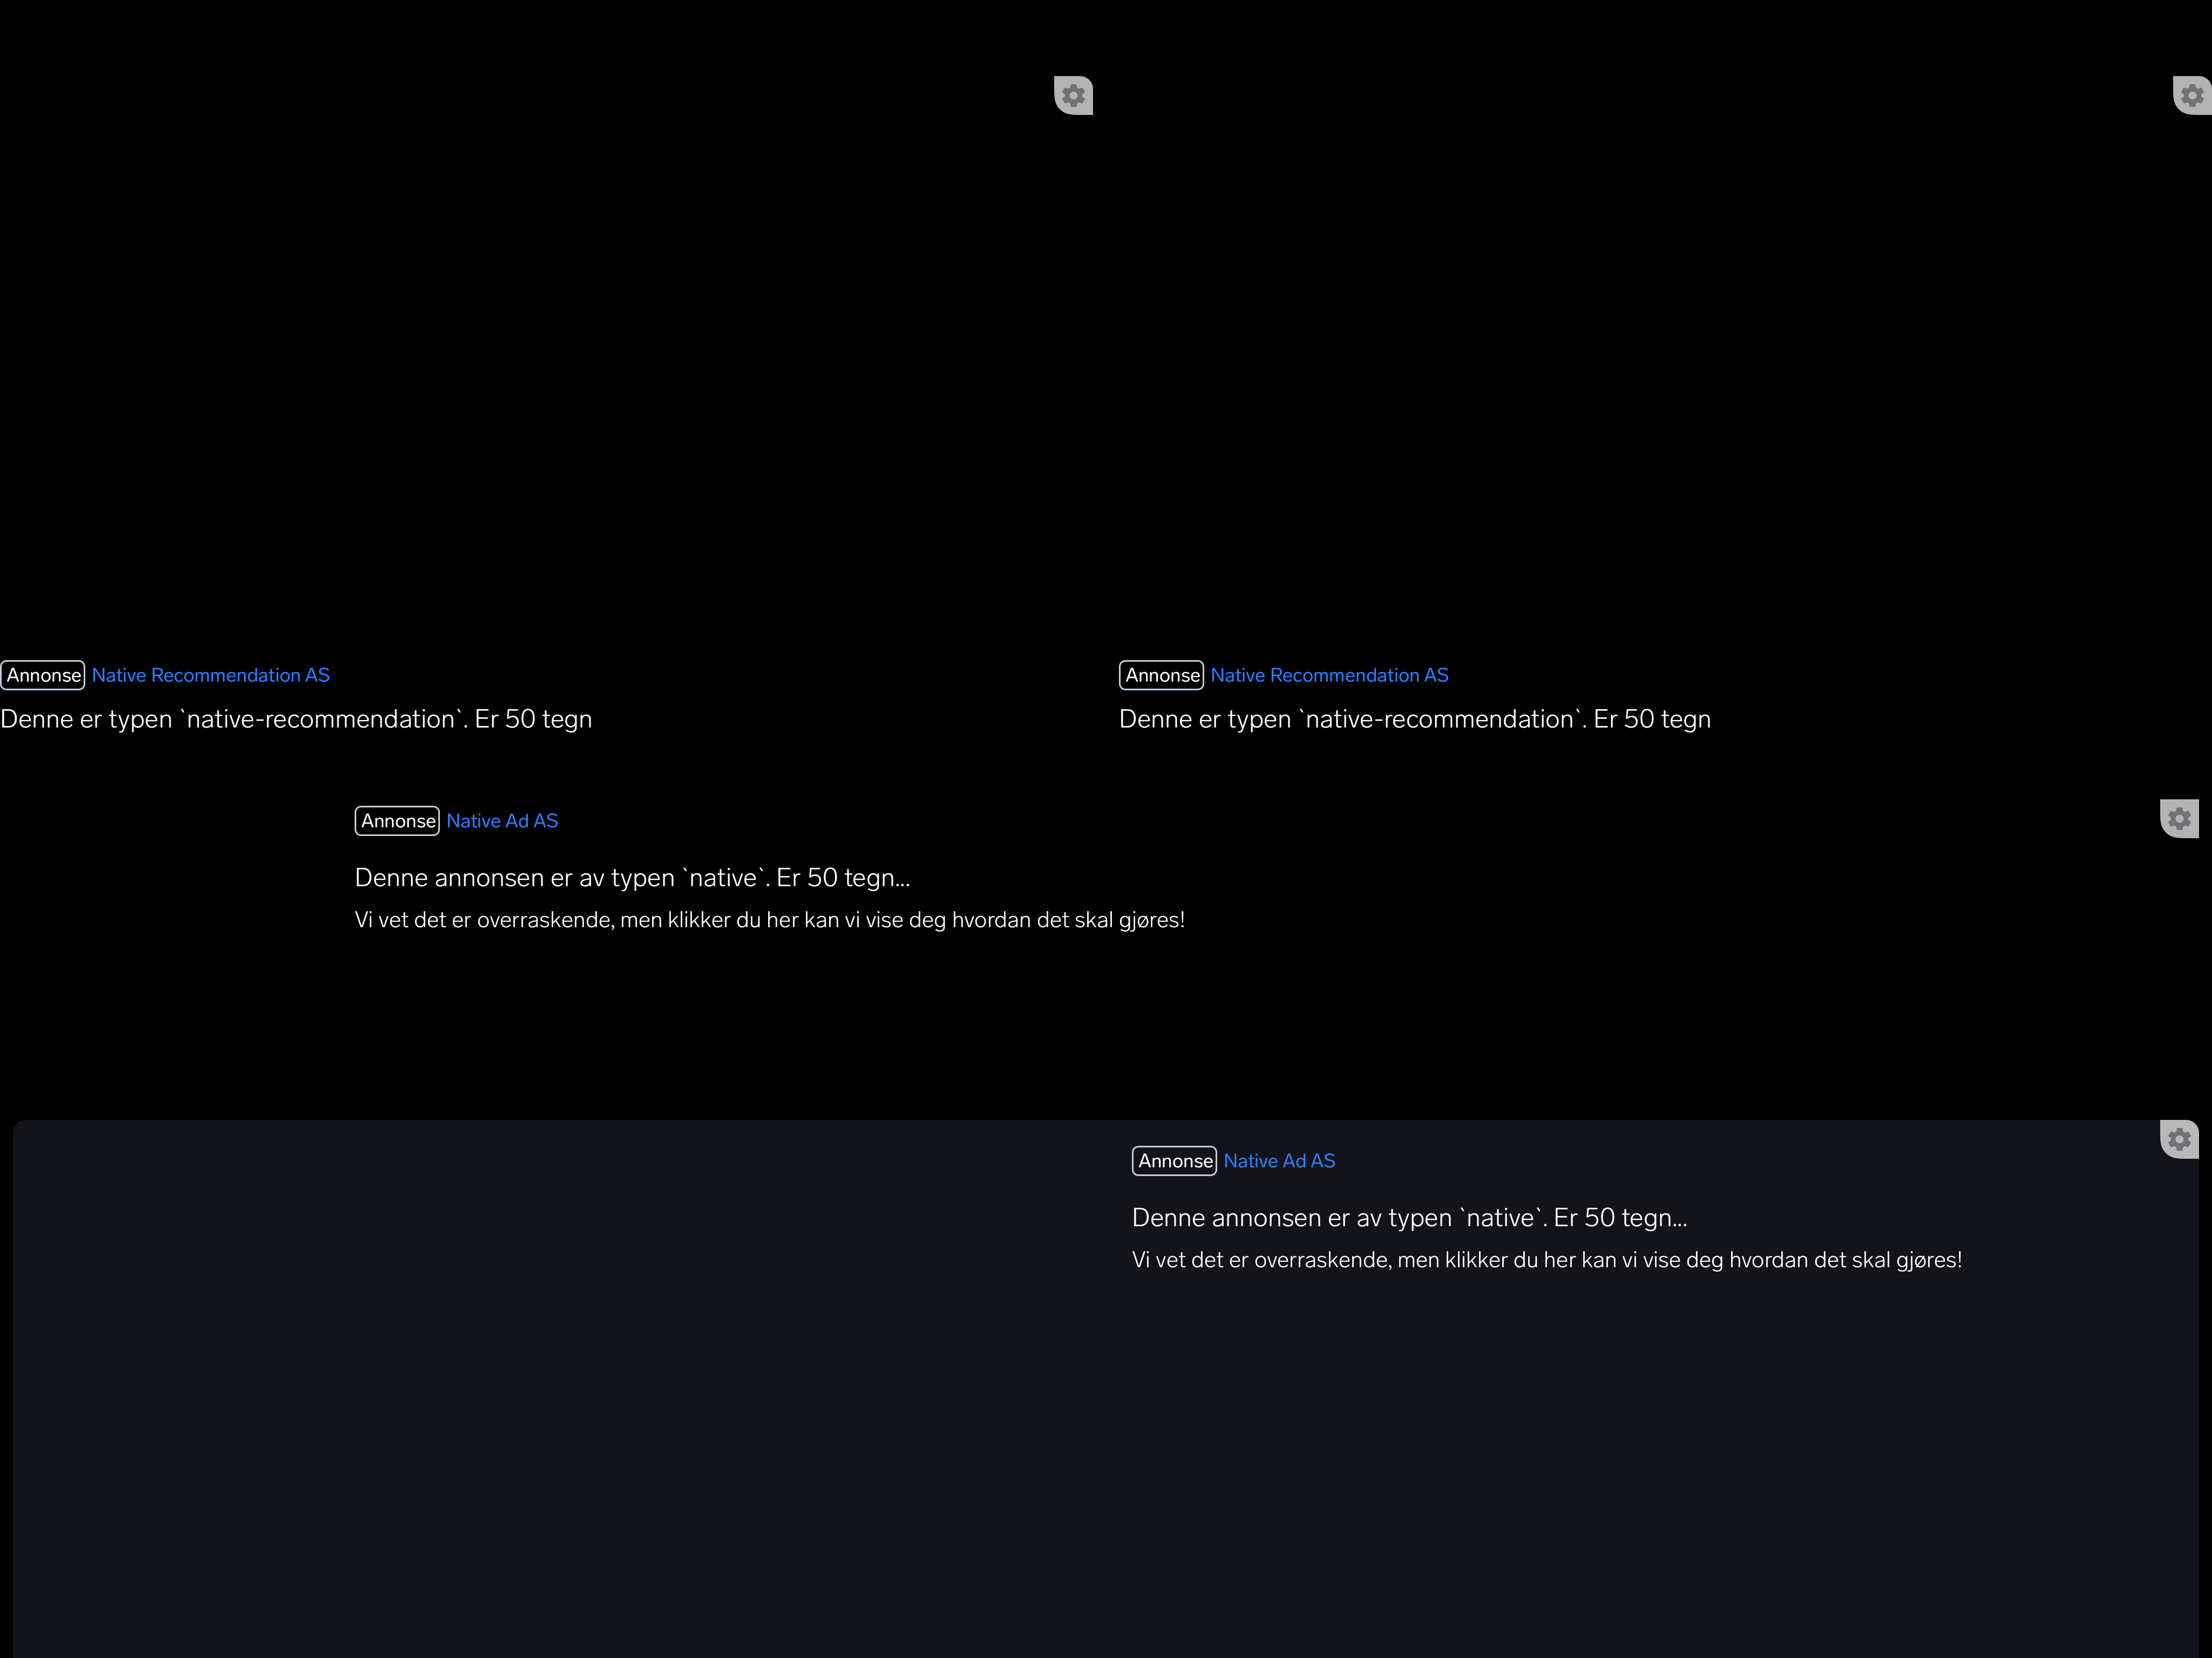 Annonse Native Recommendation AS
Denne er typen `native-recommendation`. Er 50 tegn
Annonse Native Recommendation AS
Denne er typen `native-recommendation`. Er 50 tegn
Annonse Native Ad AS
Denne annonsen er av typen `native`. Er 50 tegn...
Vi vet det er overraskende, men klikker du her kan vi vise deg hvordan det skal gjøres!
Annonse Native Ad AS
Denne annonsen er av typen `native`. Er 50 tegn...
Vi vet det er overraskende, men klikker du her kan vi vise deg hvordan det skal gjøres!